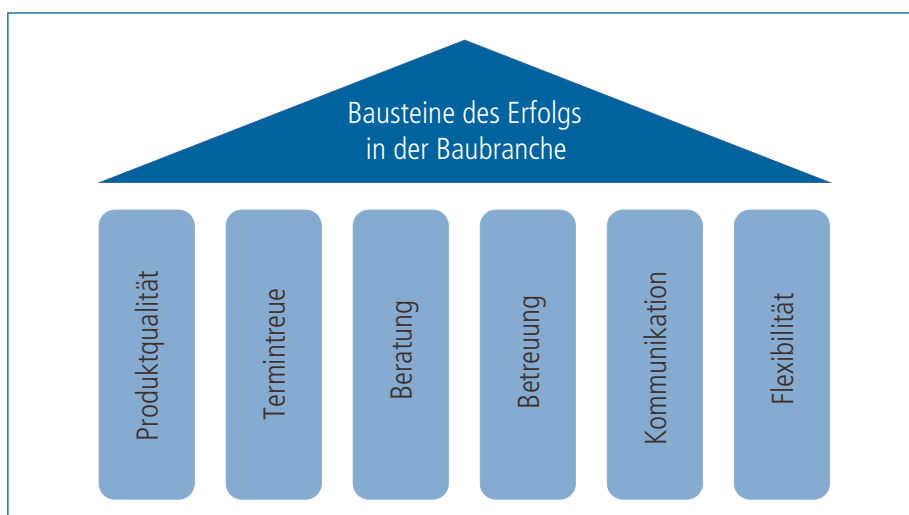 Bausteine des Erfolgs
in der Baubranche
Produktqualität
Termintreue
Beratung
Betreuung
Kommunikation
Flexibilität